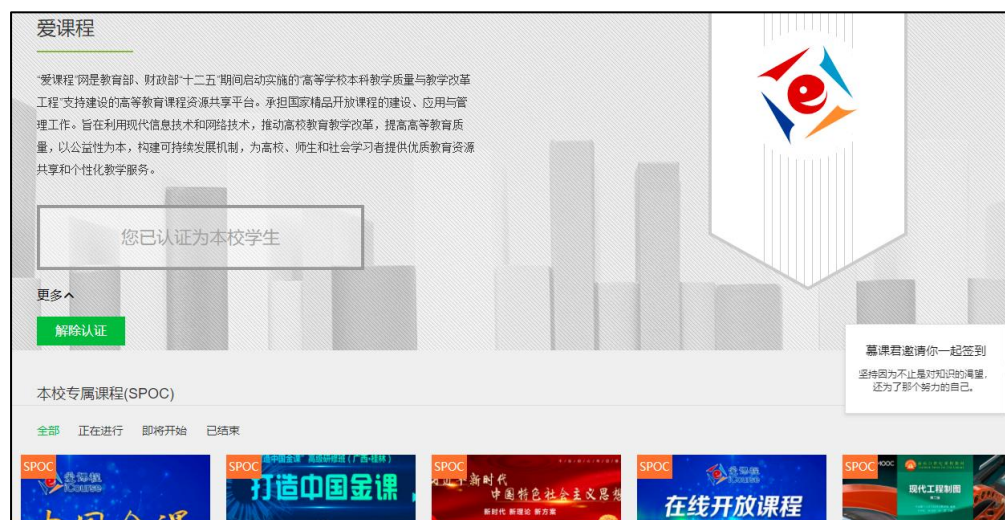 爱课程
“爱课程”网是教育部、财政部“十二五”期间启动实施的“高等学校本科教学质量与教学改革
工程”支持建设的高等教育课程资源共享平台。承担国家精品开放课程的建设、应用与管
理工作。旨在利用现代信息技术和网络技术，推动高校教育教学改革，提高高等教育质
量，以公益性为本，构建可持续发展机制，为高校、师生和社会学习者提供优质教育资源
共享和个性化教学服务。
您已认证为本校学生
更多
解除认证
慕课君邀请你一起签到
坚持因为不止是对知识的渴望，
还为了那个努力的自己。
本校专属课程(SPOC)
全部 正在进行 即将开始 已结束
SPOC
爱课程
iCourse
中国金课
SPOC
打造中国金课
SPOC
新时代
中国特色社会主义思想
新时代 新理论 新方案
SPOC
爱课程
iCourse
在线开放课程
SPOC
现代工程制图